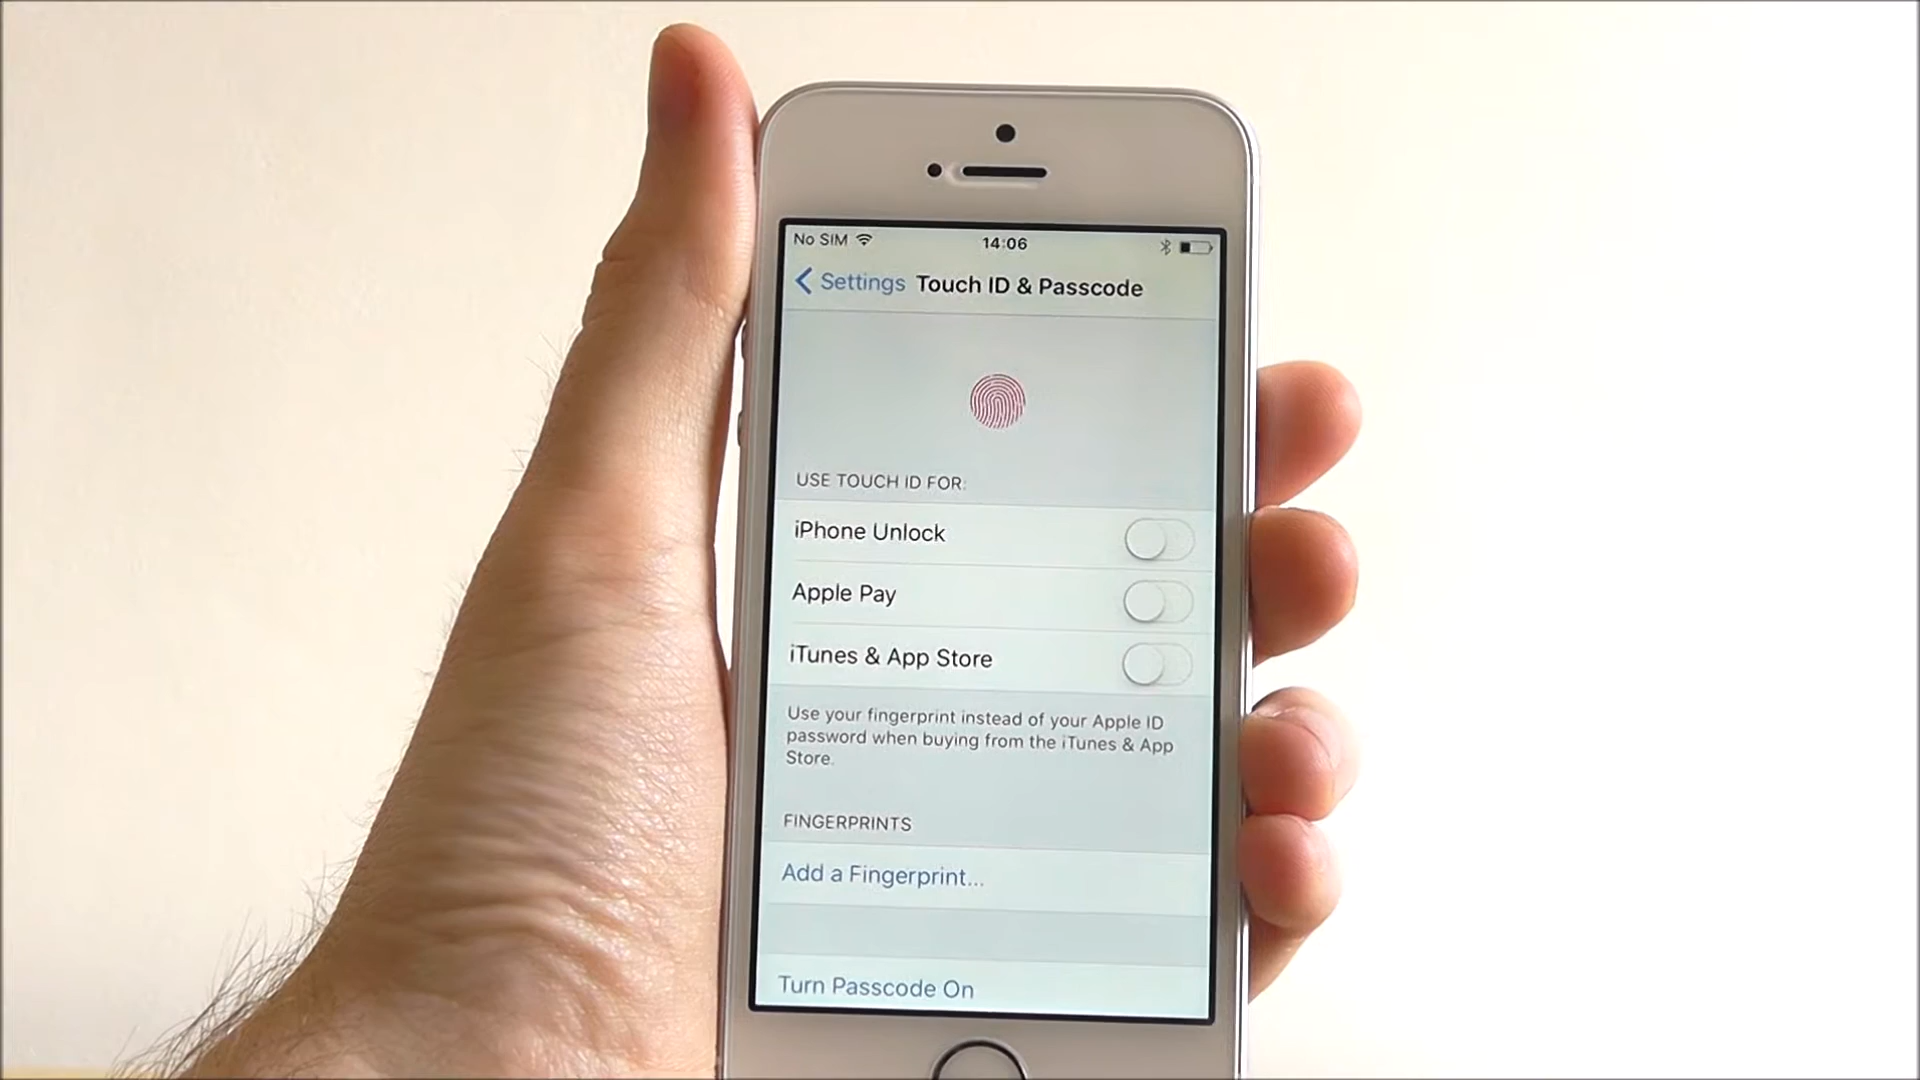 No SIM
14:06
Settings
Touch ID & Passcode
USE TOUCH ID FOR:
iPhone Unlock
Apple Pay
iTunes & App Store
Use your fingerprint instead of your Apple ID
password when buying from the iTunes & App
Store.
FINGERPRINTS
Add a Fingerprint...
Turn Passcode On